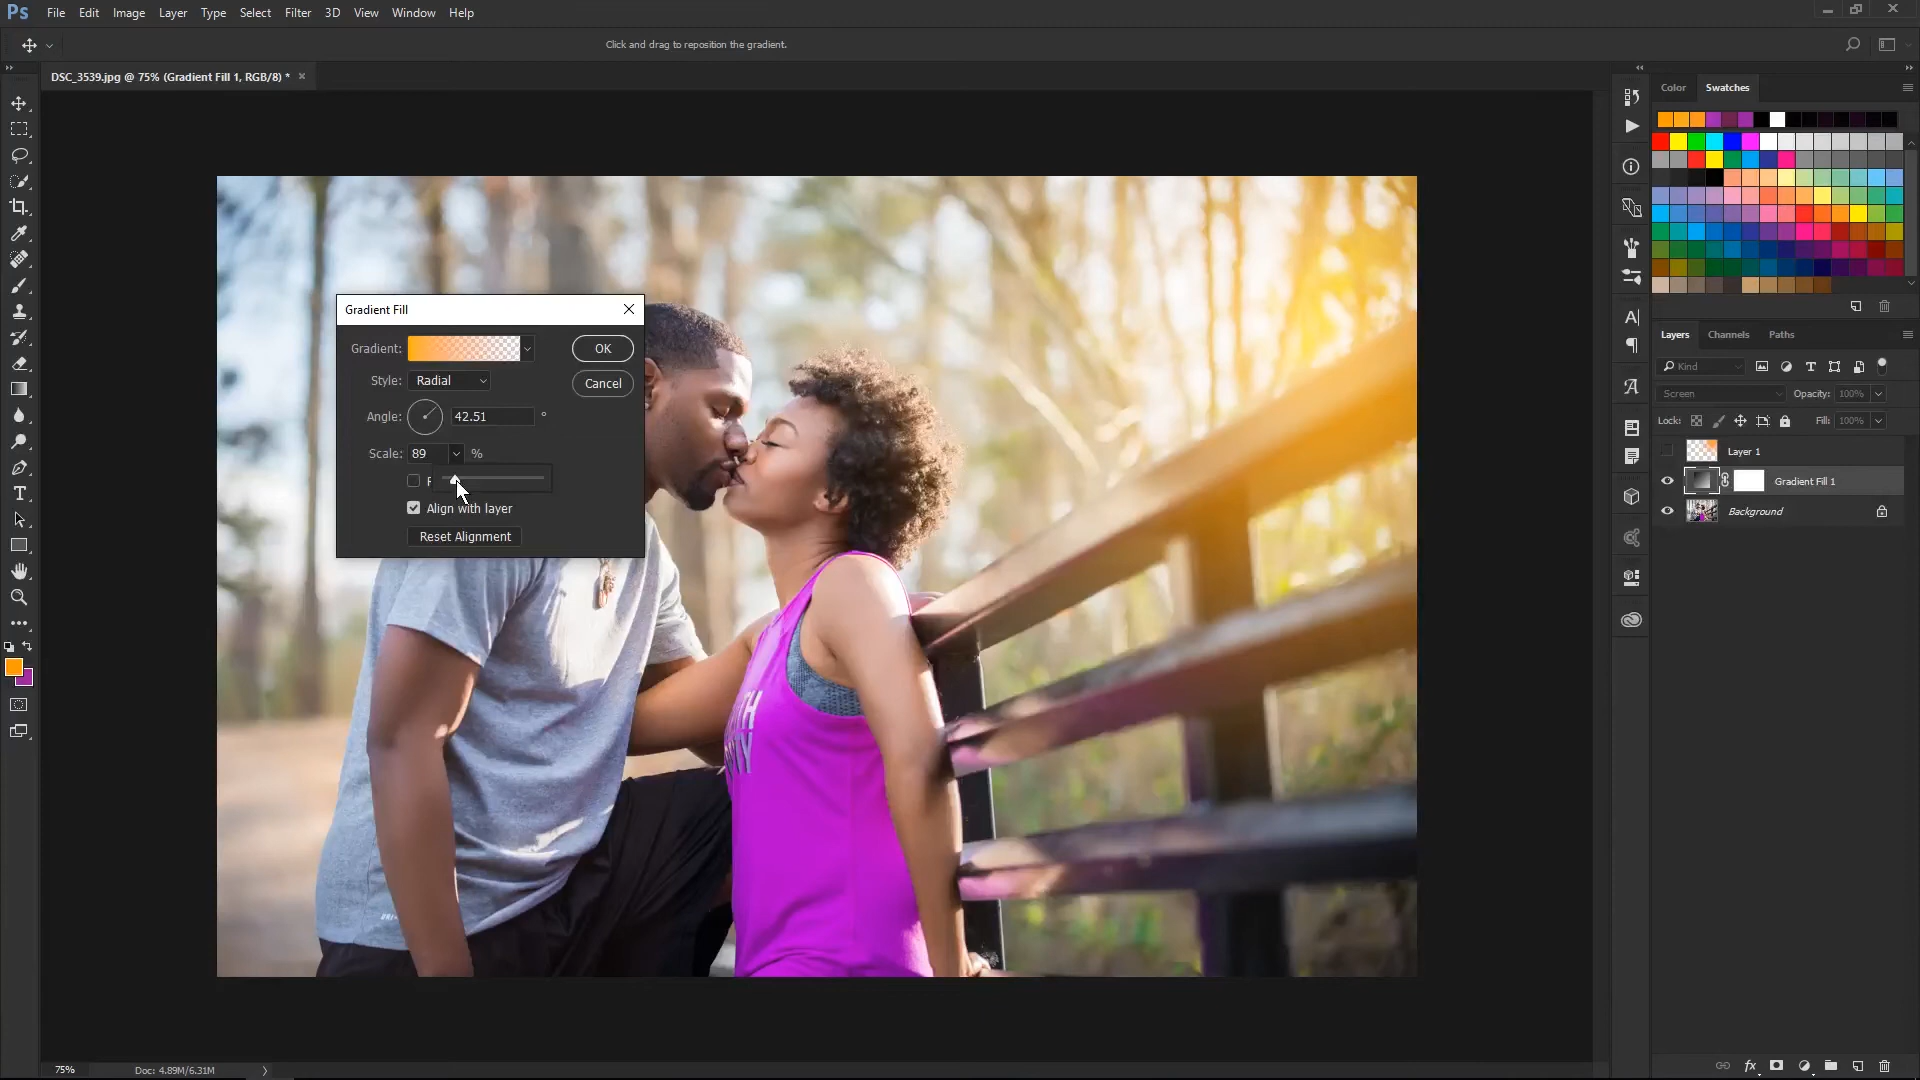 Ps File Edit Image Layer Type Select Filter 3D View Window Help
Click and drag to reposition the gradient.
DSC_3539.jpg @ 75% (Gradient Fill 1, RGB/8) *
Color Swatches
Gradient Fill
Gradient:
OK
Style: Radial
Cancel
Angle: 42.51 °
Scale: 89 %
Align with layer
Reset Alignment
Layers Channels Paths
Kind
Screen Opacity: 100%
Lock: Fill: 100%
Layer 1
Gradient Fill 1
Background
DRI-
75% Doc: 4.89M/6.31M